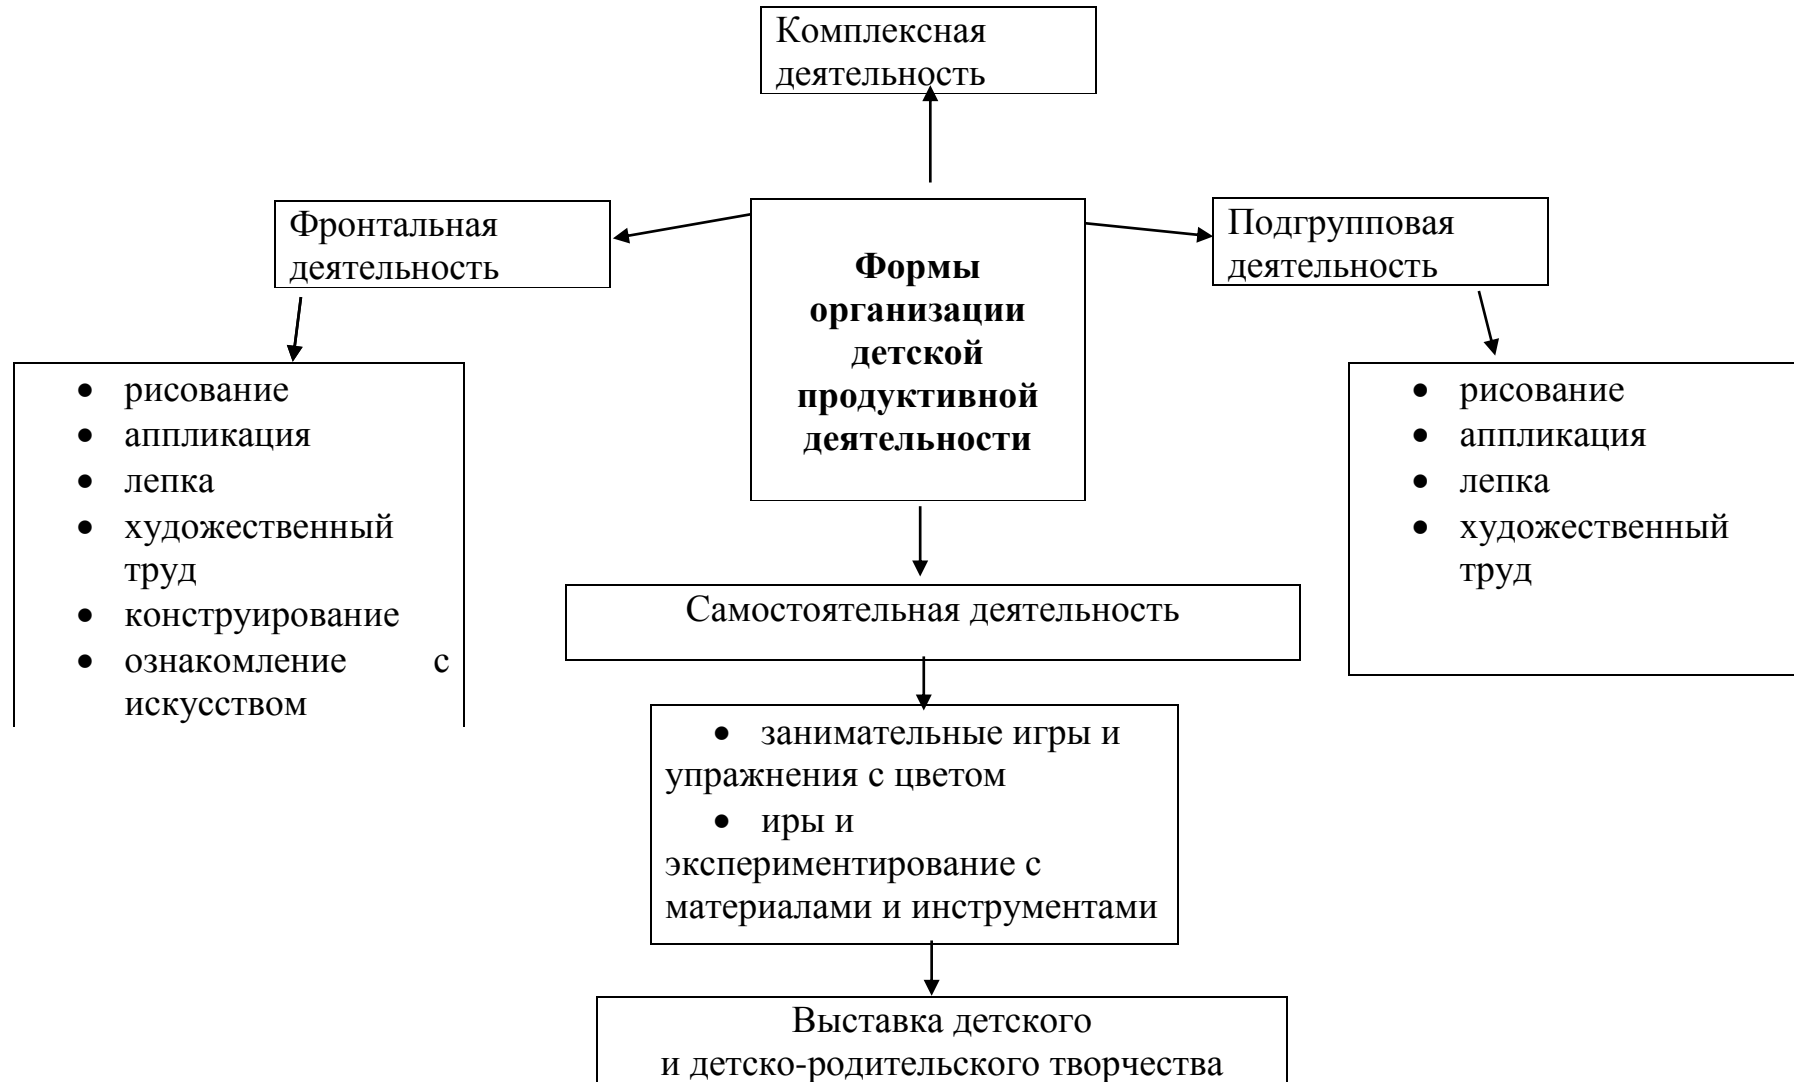 Комплексная
деятельность
Фронтальная
деятельность
Формы
организации
детской
продуктивной
деятельности
Подгрупповая
деятельность
• рисование
• аппликация
• лепка
• художественный
труд
• конструирование
• ознакомление с
искусством
• рисование
• аппликация
• лепка
• художественный
труд
Самостоятельная деятельность
• занимательные игры и
упражнения с цветом
• иры и
экспериментирование с
материалами и инструментами
Выставка детского
и детско-родительского творчества